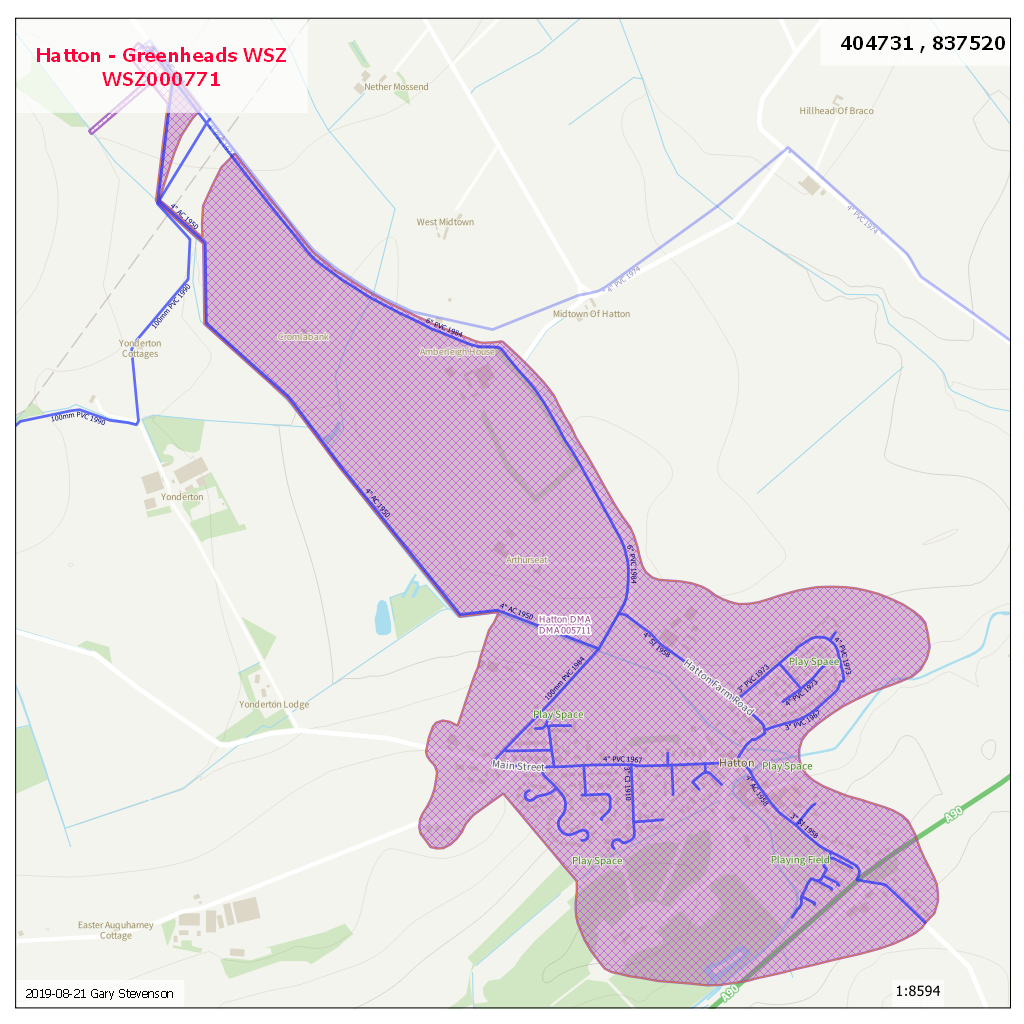 Hatton - Greenheads WSZ
WSZ000771
404731 , 837520
Nether Mossend
Hillhead Of Braco
4" AC 1950
West Midtown
4" PVC 1974
4" PVC 1974
100mm PVC 1990
Midtown Of Hatton
6" PVC 1984
Cromlabank
Yonderton
Cottages
Amberleigh House
100mm PVC 1990
Yonderton
4" AC 1950
Arthurseat
6" PVC 1984
4" AC 1950
Hatton DMA
DMA005711
4" SI 1958
4" PVC 1973
Play Space
100mm PVC 1984
Hatton Farm Road
3" PVC 1973
4" PVC 1973
Yonderton Lodge
Play Space
3" PVC 1967
Main Street
4" PVC 1967
Hatton
Play Space
3" CI 1910
4" AC 1950
3" SI 1958
A90
Play Space
Playing Field
Easter Auquharney
Cottage
A90
2019-08-21 Gary Stevenson
1:8594